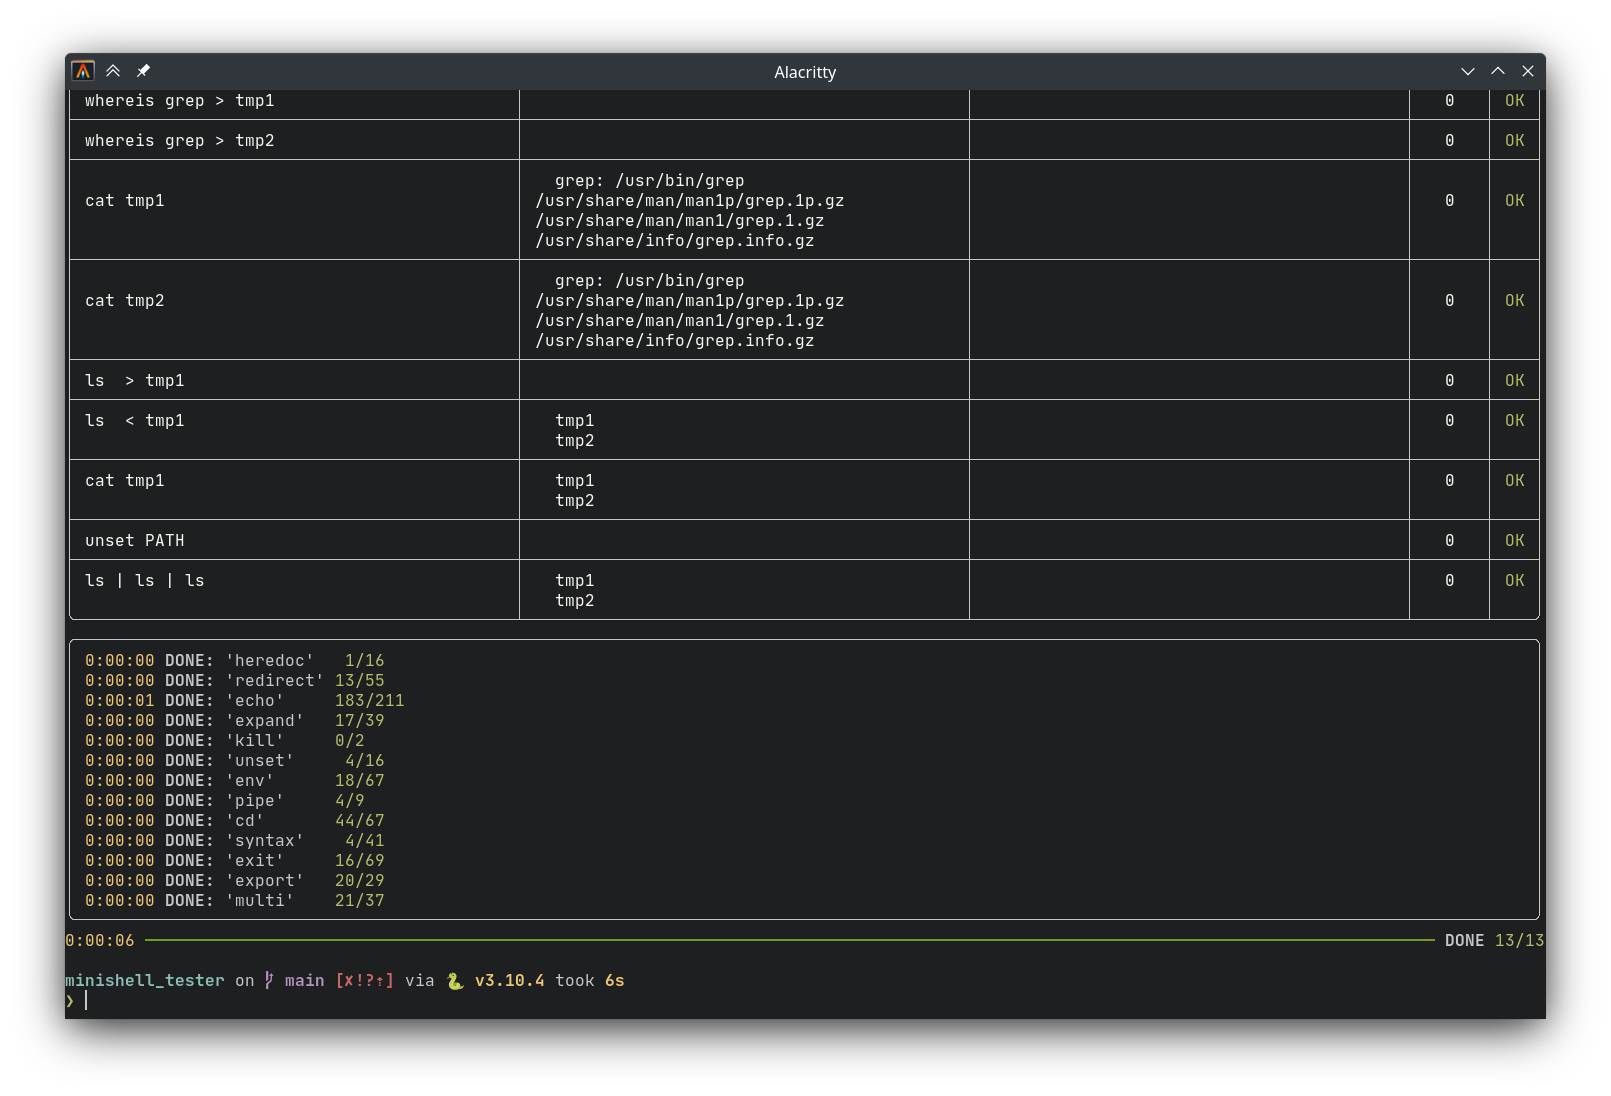 Alacritty
whereis grep > tmp1 0 OK
whereis grep > tmp2 0 OK
grep: /usr/bin/grep
cat tmp1 /usr/share/man/man1p/grep.1p.gz 0 OK
/usr/share/man/man1/grep.1.gz
/usr/share/info/grep.info.gz
grep: /usr/bin/grep
cat tmp2 /usr/share/man/man1p/grep.1p.gz 0 OK
/usr/share/man/man1/grep.1.gz
/usr/share/info/grep.info.gz
ls  > tmp1 0 OK
ls  < tmp1 tmp1 0 OK
tmp2
cat tmp1 tmp1 0 OK
tmp2
unset PATH 0 OK
ls | ls | ls tmp1 0 OK
tmp2
0:00:00 DONE: 'heredoc'   1/16
0:00:00 DONE: 'redirect' 13/55
0:00:01 DONE: 'echo'     183/211
0:00:00 DONE: 'expand'   17/39
0:00:00 DONE: 'kill'     0/2
0:00:00 DONE: 'unset'     4/16
0:00:00 DONE: 'env'      18/67
0:00:00 DONE: 'pipe'     4/9
0:00:00 DONE: 'cd'       44/67
0:00:00 DONE: 'syntax'    4/41
0:00:00 DONE: 'exit'     16/69
0:00:00 DONE: 'export'   20/29
0:00:00 DONE: 'multi'    21/37
0:00:06 DONE 13/13
minishell_tester on main [✘!?⇡] via 🐍 v3.10.4 took 6s
❯